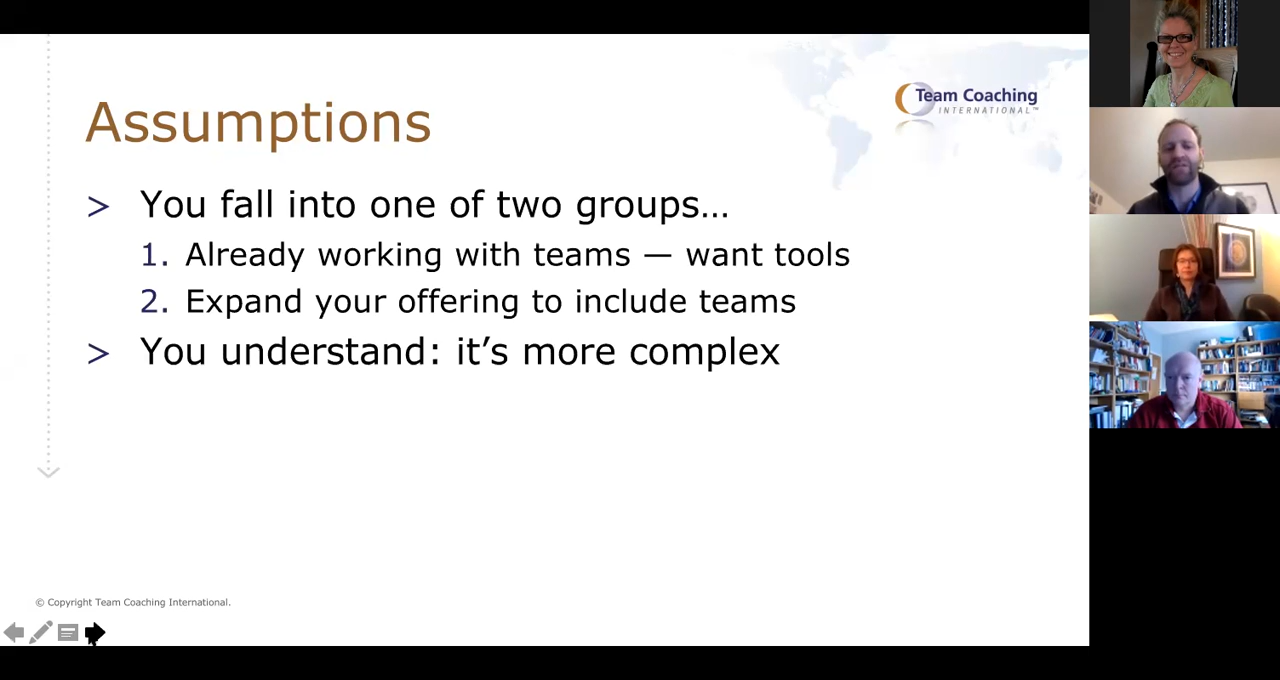 Team Coaching
INTERNATIONAL™
Assumptions
> You fall into one of two groups…
1. Already working with teams — want tools
2. Expand your offering to include teams
> You understand: it’s more complex
© Copyright Team Coaching International.